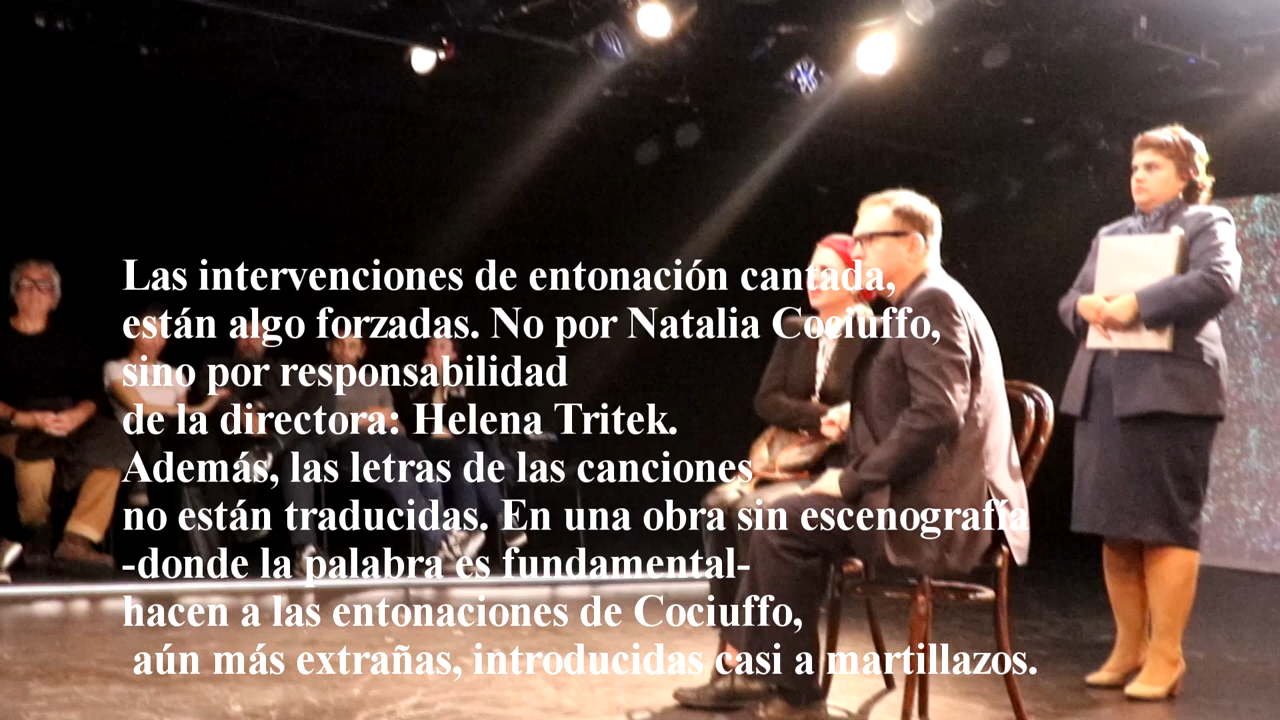 Las intervenciones de entonación cantada,
están algo forzadas. No por Natalia Cociuffo,
sino por responsabilidad
de la directora: Helena Tritek.
Además, las letras de las canciones
no están traducidas. En una obra sin escenografía
-donde la palabra es fundamental-
hacen a las entonaciones de Cociuffo,
aún más extrañas, introducidas casi a martillazos.